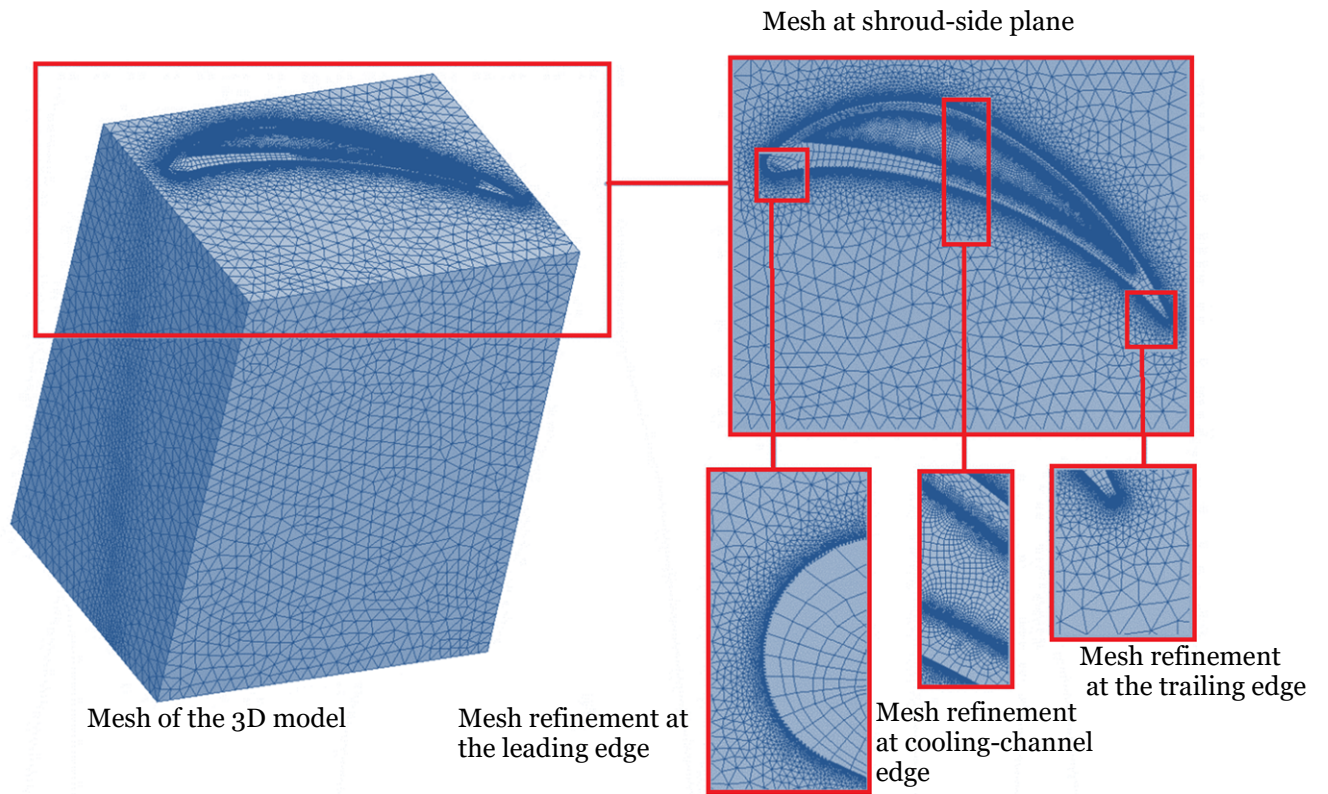 Mesh at shroud-side plane
Mesh of the 3D model
Mesh refinement at
the leading edge
Mesh refinement
at cooling-channel
edge
Mesh refinement
at the trailing edge